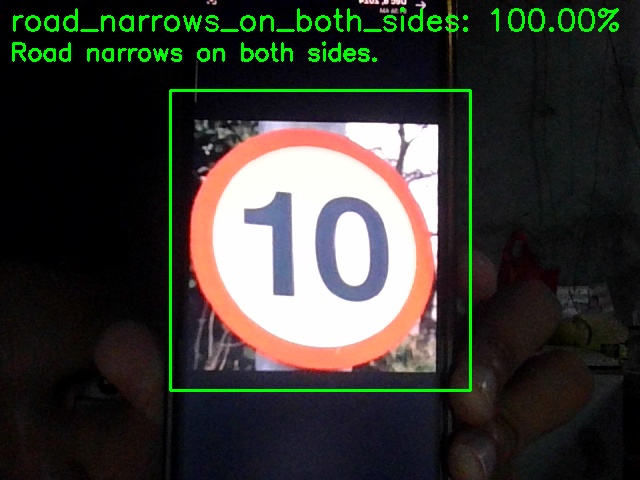 road_narrows_on_both_sides: 100.00%
Road narrows on both sides.
10